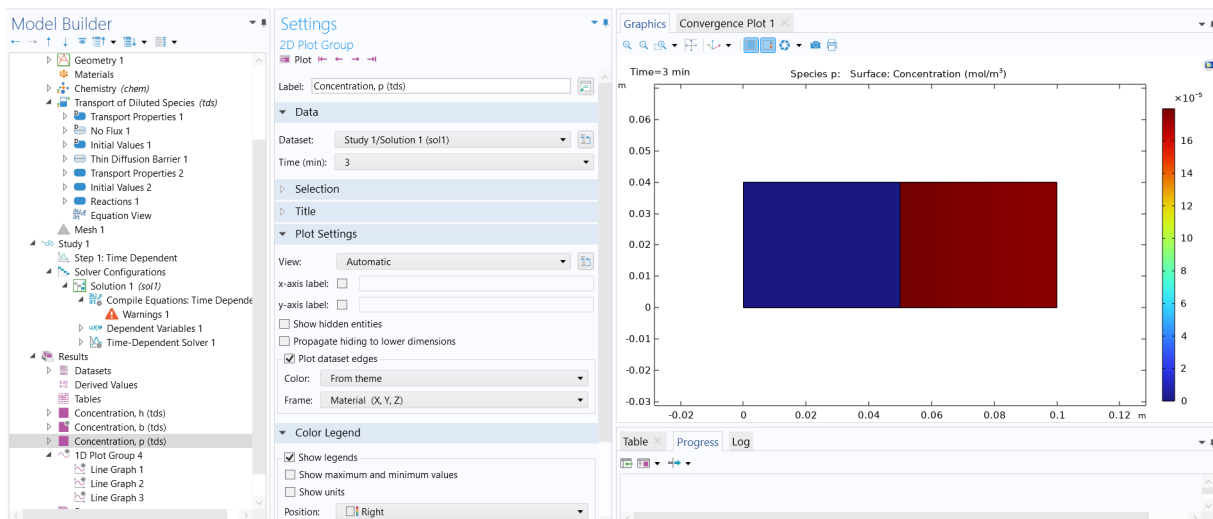 Model Builder
Geometry 1
Materials
Chemistry (chem)
Transport of Diluted Species (tds)
Transport Properties 1
No Flux 1
Initial Values 1
Thin Diffusion Barrier 1
Transport Properties 2
Initial Values 2
Reactions 1
Equation View
Mesh 1
Study 1
Step 1: Time Dependent
Solver Configurations
Solution 1 (sol1)
Compile Equations: Time Depende
Warnings 1
Dependent Variables 1
Time-Dependent Solver 1
Results
Datasets
Derived Values
Tables
Concentration, h (tds)
Concentration, b (tds)
Concentration, p (tds)
1D Plot Group 4
Line Graph 1
Line Graph 2
Line Graph 3
Settings
2D Plot Group
Plot
Label: Concentration, p (tds)
Data
Dataset: Study 1/Solution 1 (sol1)
Time (min): 3
Selection
Title
Plot Settings
View: Automatic
x-axis label:
y-axis label:
Show hidden entities
Propagate hiding to lower dimensions
Plot dataset edges
Color: From theme
Frame: Material (X, Y, Z)
Color Legend
Show legends
Show maximum and minimum values
Show units
Position: Right
Graphics Convergence Plot 1
Time=3 min Species p: Surface: Concentration (mol/m³)
m
0.06
0.05
0.04
0.03
0.02
0.01
0
-0.01
-0.02
-0.03
-0.02 0 0.02 0.04 0.06 0.08 0.1 0.12 m
×10⁻⁵
16
14
12
10
8
6
4
2
0
Table Progress Log